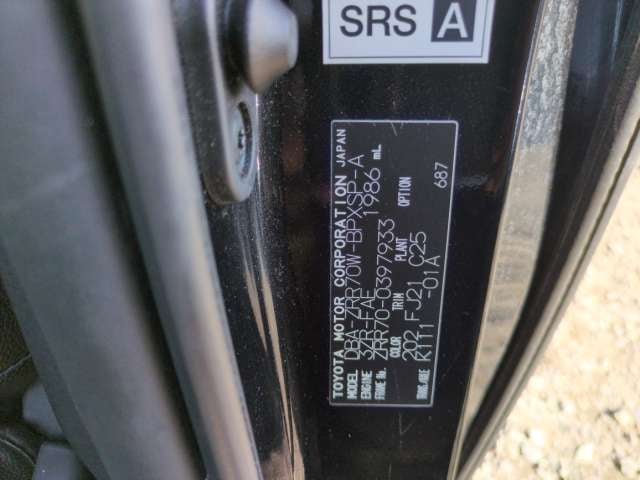 SRS A
TOYOTA MOTOR CORPORATION JAPAN
MODEL DBA-ZRR70W-BPXSP-A
ENGINE 3ZR-FAE 1986 mL
FRAME No. ZRR70-0397933
COLOR TRIM PLANT OPTION
202 FJ21 C25 687
TRANS/AXLE K111 -01A